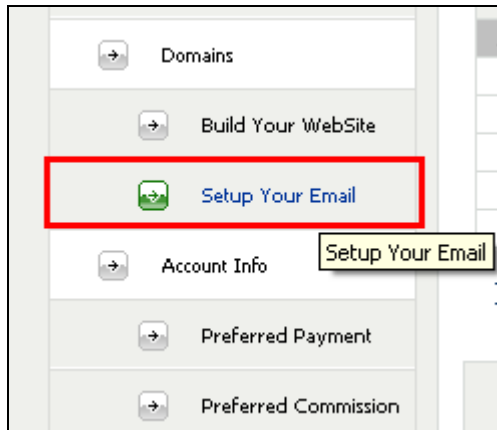 Domains
Build Your WebSite
Setup Your Email
Setup Your Email
Account Info
Preferred Payment
Preferred Commission